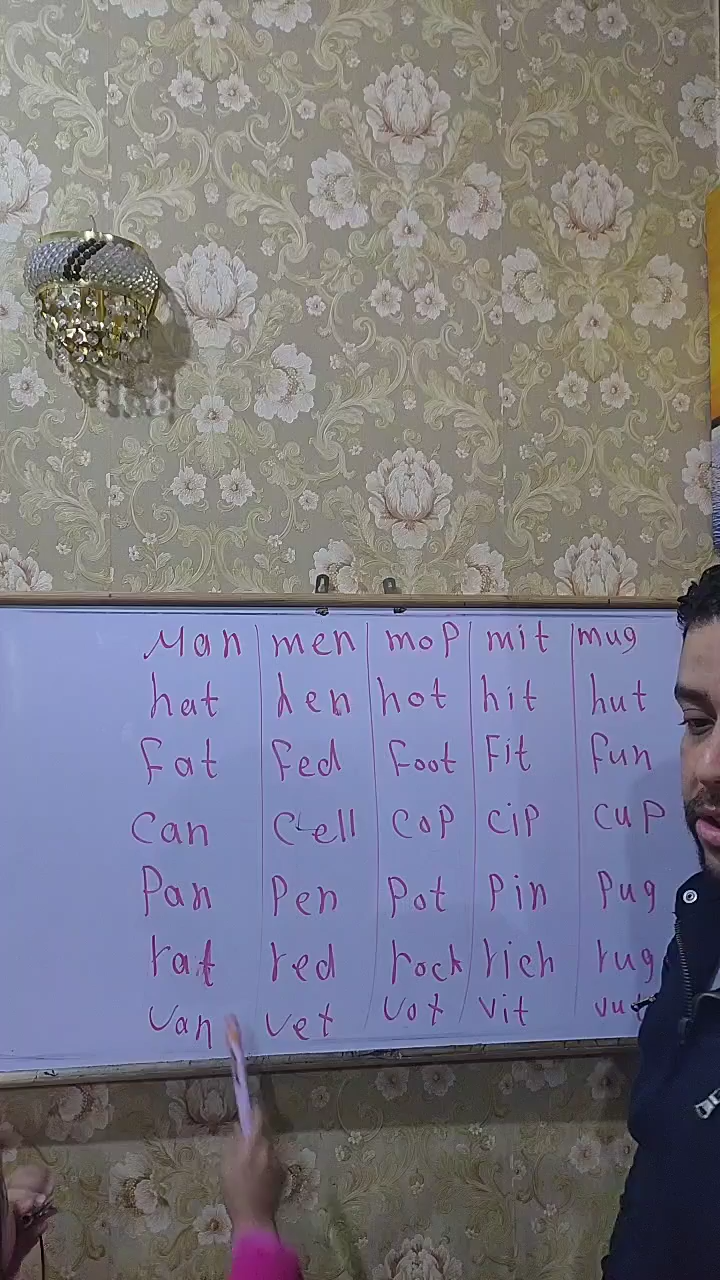 Man men mop mit mug
hat hen hot hit hut
Fat Fed Foot Fit Fun
Can Cell Cop Cip Cup
Pan Pen Pot Pin Pug
rat red rock rich rug
Van Vet Vot Vit Vut